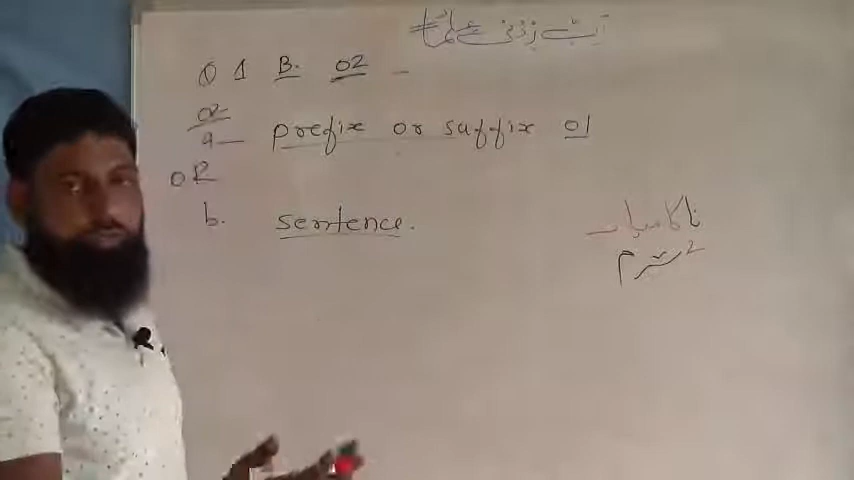 Q 1 B. 02 -
02
a- prefix or suffix 01
OR
b. sentence.
ناکامیاب
شرم